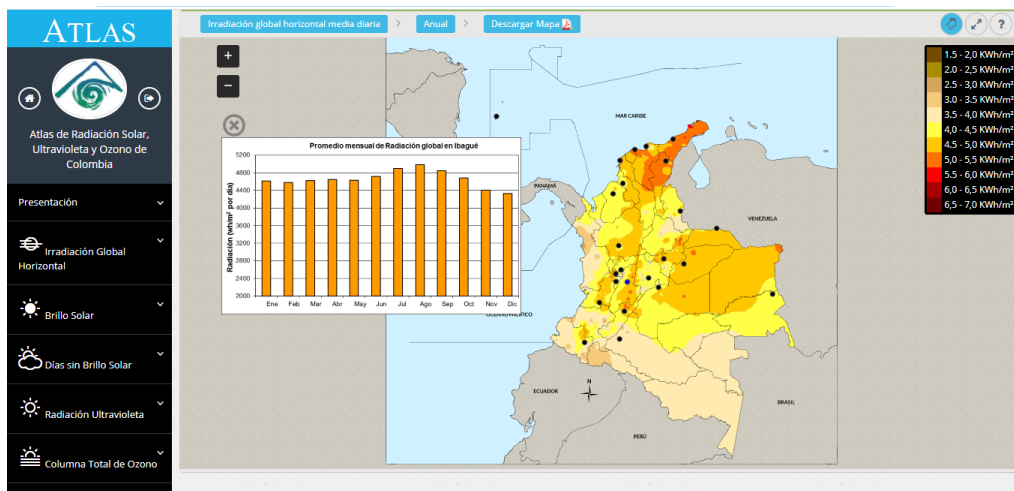 ATLAS
Atlas de Radiación Solar,
Ultravioleta y Ozono de
Colombia
Presentación
Irradiación Global
Horizontal
Brillo Solar
Días sin Brillo Solar
Radiación Ultravioleta
Columna Total de Ozono
Irradiación global horizontal media diaria > Anual > Descargar Mapa
?
+
−
Promedio mensual de Radiación global en Ibagué
Radiación (wh/m² por día)
5200
4800
4400
4000
3600
3200
2800
2400
2000
Ene Feb Mar Abr May Jun Jul Ago Sep Oct Nov Dic
MAR CARIBE
PANAMÁ
VENEZUELA
OCEANO PACIFICO
ECUADOR
N
BRASIL
PERÚ
1.5 - 2,0 KWh/m²
2.0 - 2,5 KWh/m²
2.5 - 3,0 KWh/m²
3.0 - 3.5 KWh/m²
3.5 - 4,0 KWh/m²
4,0 - 4,5 KWh/m²
4.5 - 5,0 KWh/m²
5,0 - 5,5 KWh/m²
5.5 - 6,0 KWh/m²
6,0 - 6,5 KWh/m²
6,5 - 7,0 KWh/m²